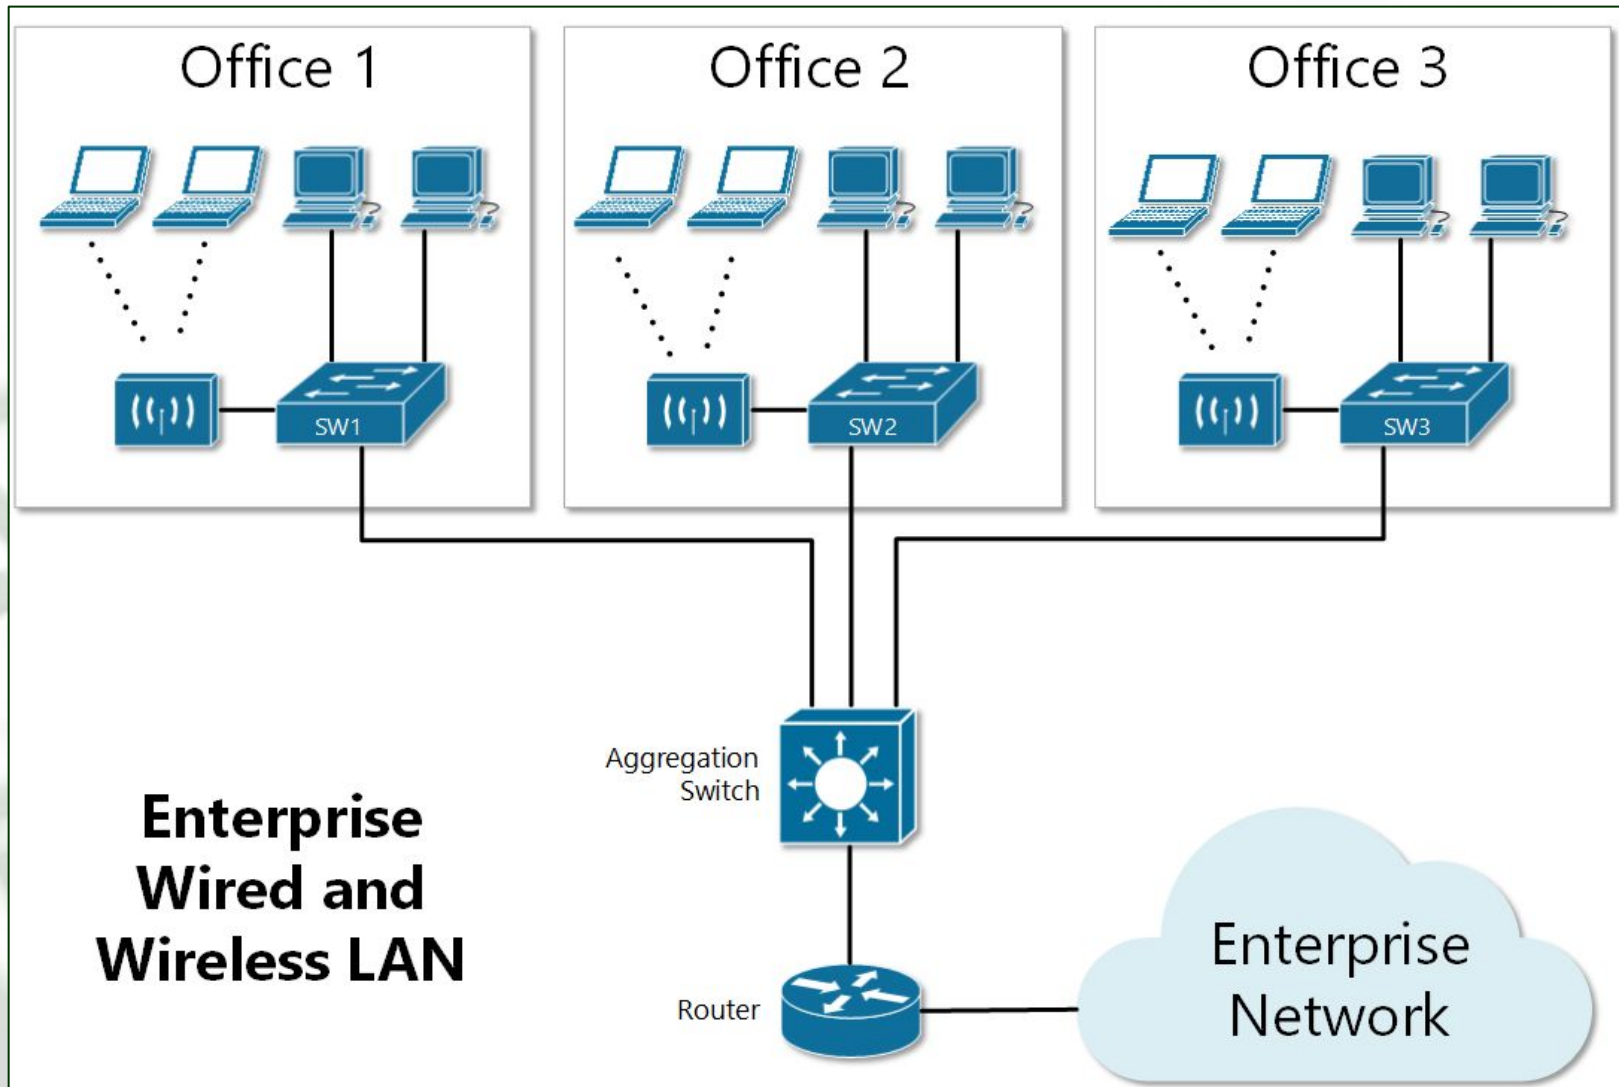 Office 1
Office 2
Office 3
SW1
SW2
SW3
Aggregation
Switch
Enterprise
Wired and
Wireless LAN
Router
Enterprise
Network